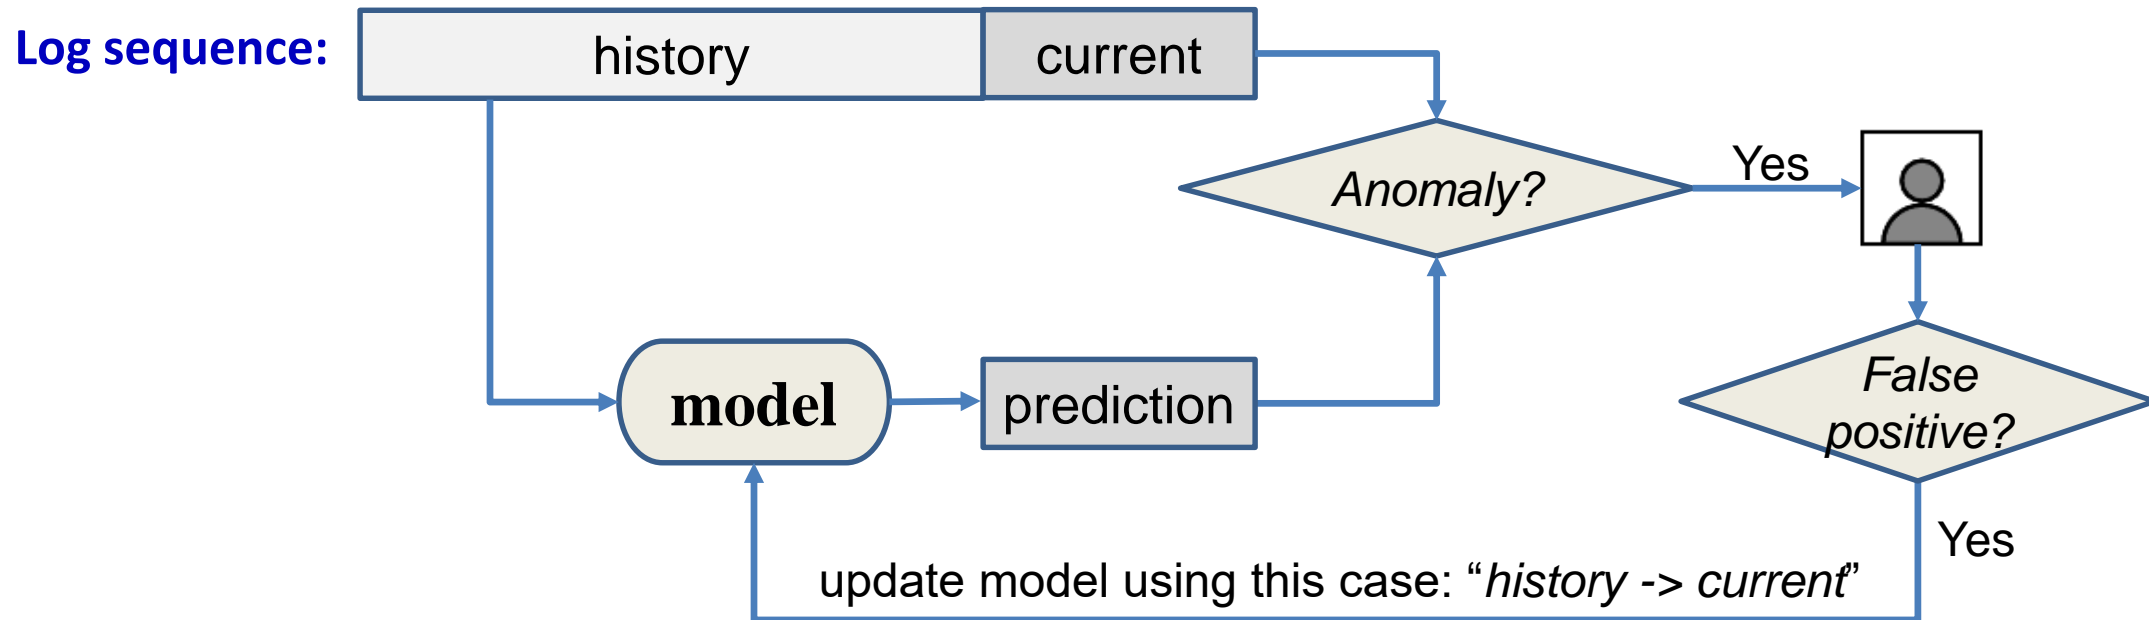 Log sequence:
history
current
Anomaly?
Yes
model
prediction
False
positive?
Yes
update model using this case: “history -> current”